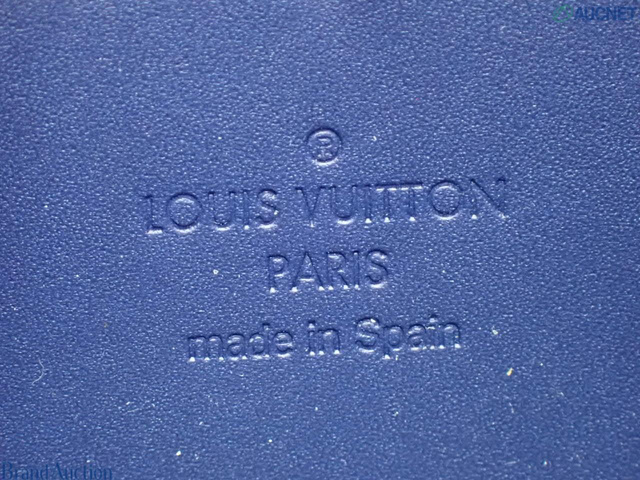 AUCNET
®
LOUIS VUITTON
PARIS
made in Spain
Brand Auction